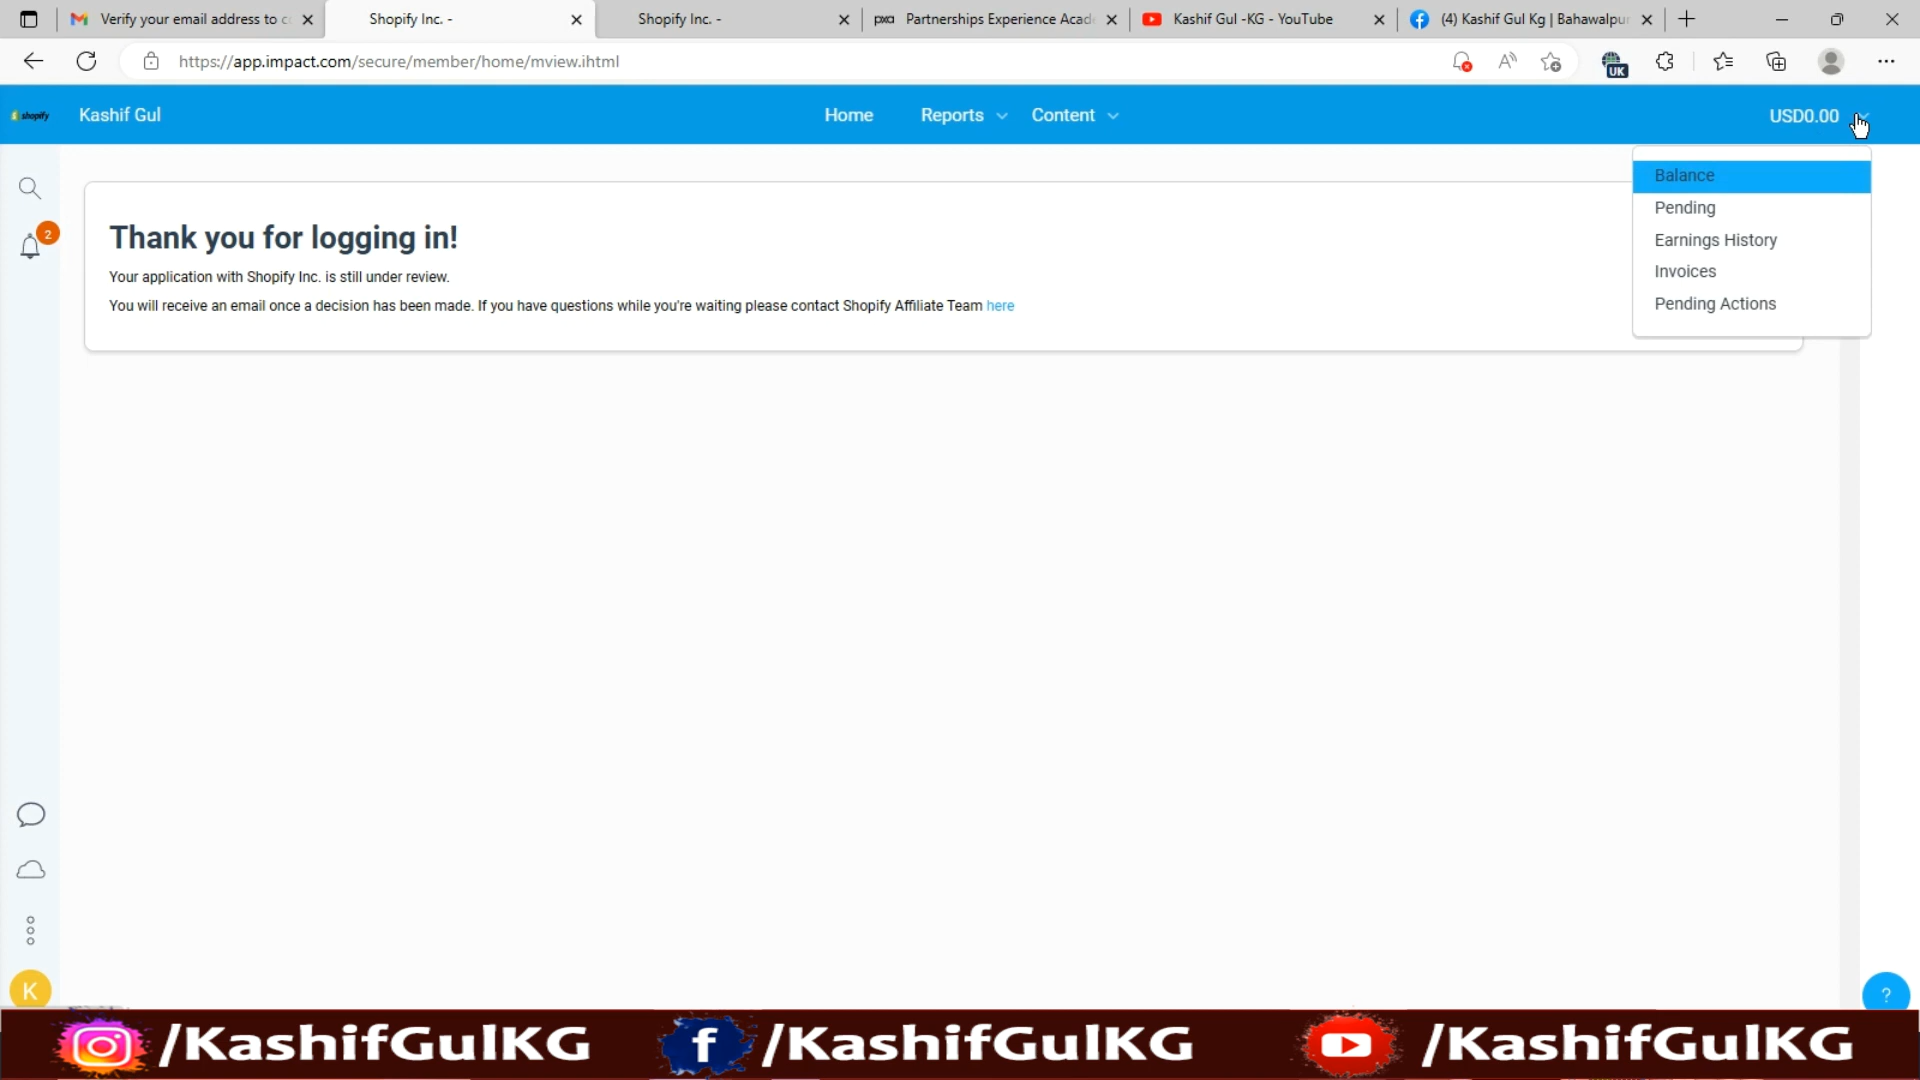 Verify your email address to c
Shopify Inc. -
Shopify Inc. -
pxa Partnerships Experience Acad
Kashif Gul -KG - YouTube
(4) Kashif Gul Kg | Bahawalpur
https://app.impact.com/secure/member/home/mview.ihtml
UK
shopify
Kashif Gul
Home
Reports
Content
USD0.00
2
Balance
Pending
Earnings History
Invoices
Pending Actions
Thank you for logging in!
Your application with Shopify Inc. is still under review.
You will receive an email once a decision has been made. If you have questions while you're waiting please contact Shopify Affiliate Team here
K
?
/KashifGulKG
/KashifGulKG
/KashifGulKG